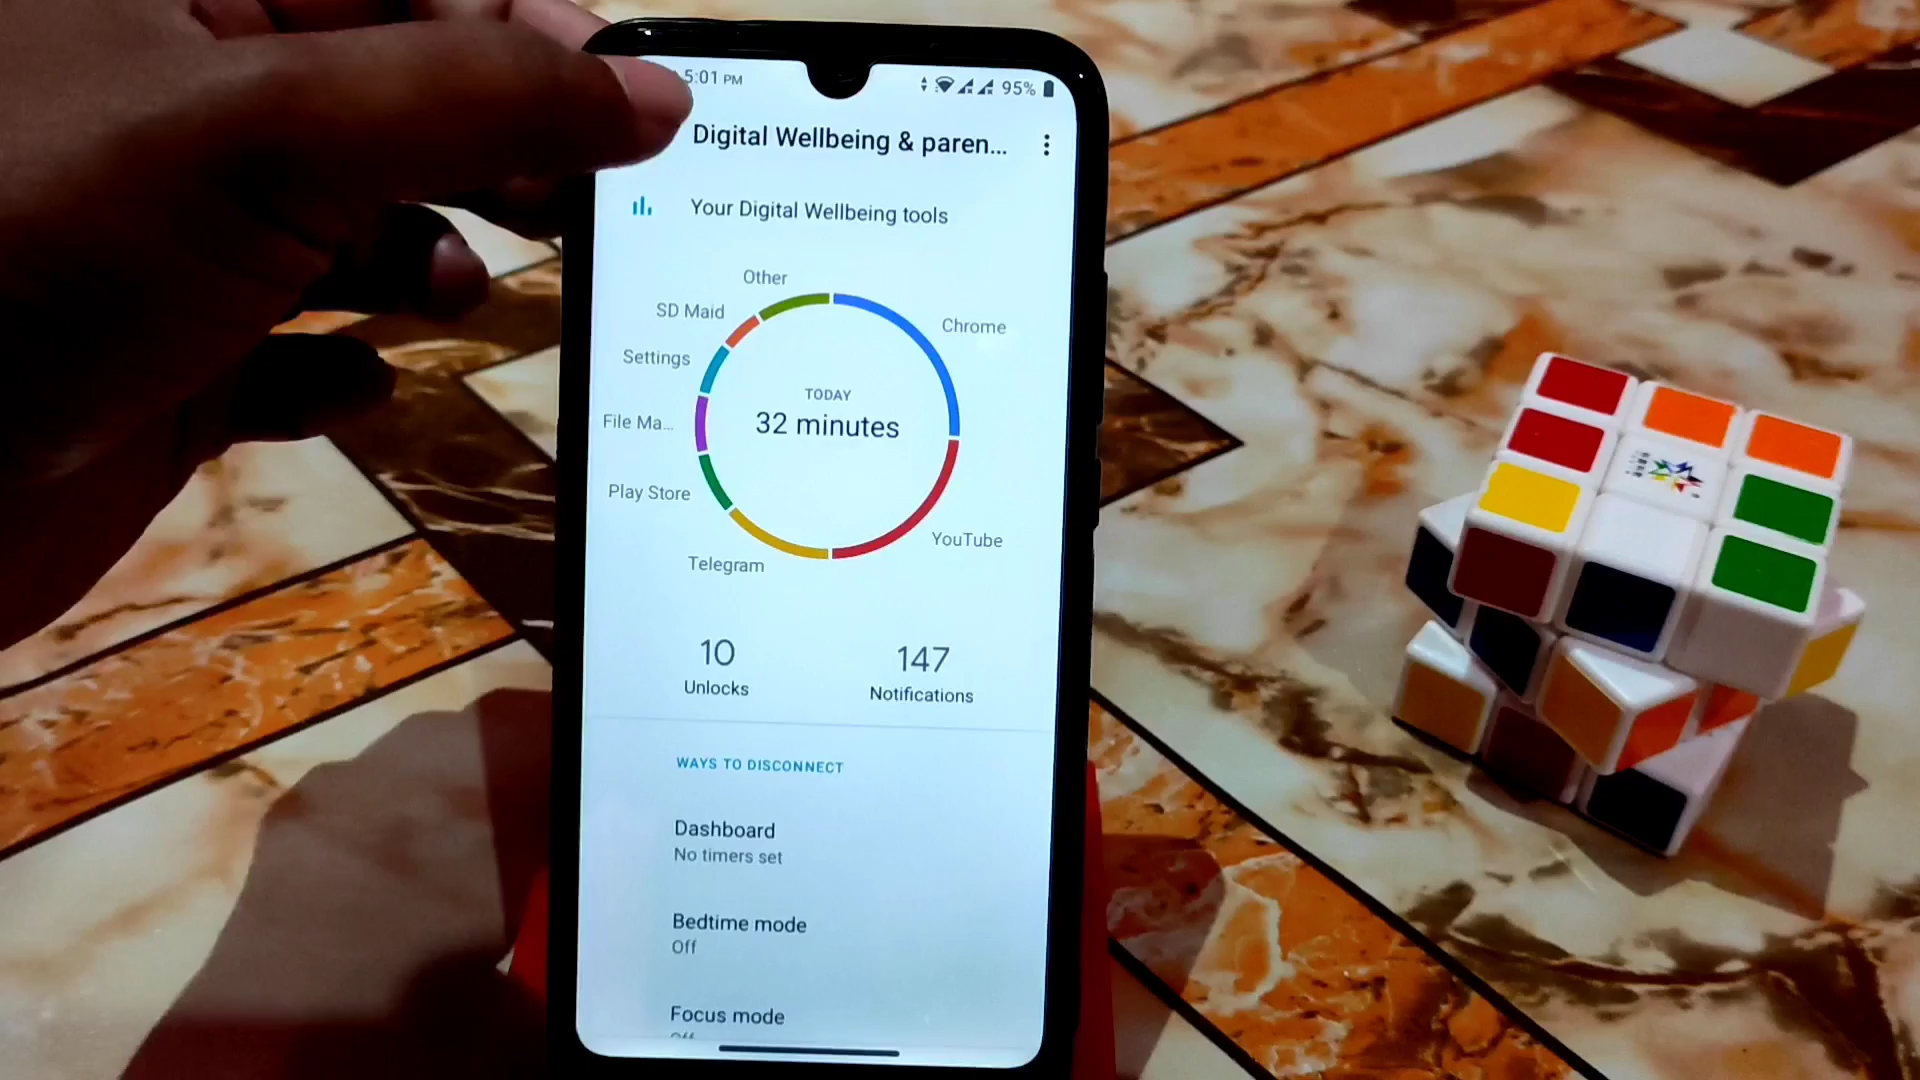 5:01 PM 95%
Digital Wellbeing & paren...
Your Digital Wellbeing tools
Other
SD Maid
Chrome
Settings
TODAY
File Ma...
32 minutes
Play Store
YouTube
Telegram
10
Unlocks
147
Notifications
WAYS TO DISCONNECT
Dashboard
No timers set
Bedtime mode
Off
Focus mode